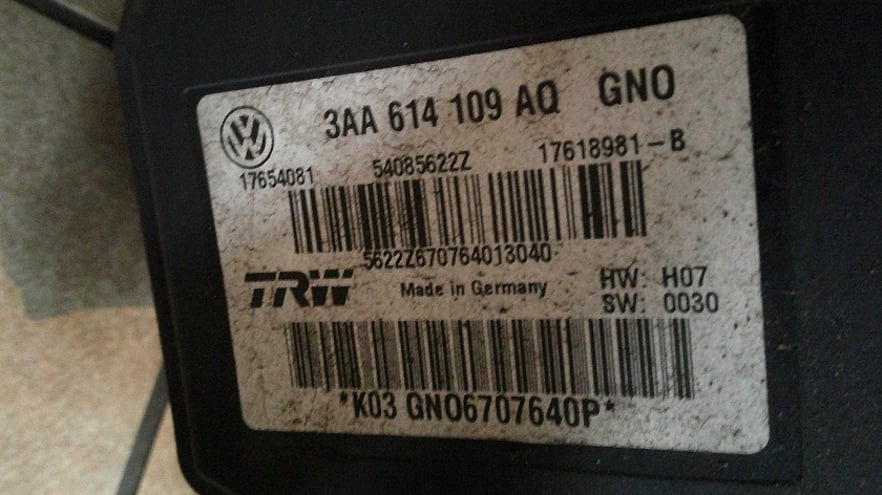 3AA 614 109 AQ GNO
17654081 54085622Z 17618981-B
5622Z670764013040
TRW Made in Germany HW: H07
SW: 0030
*K03 GNO6707640P*